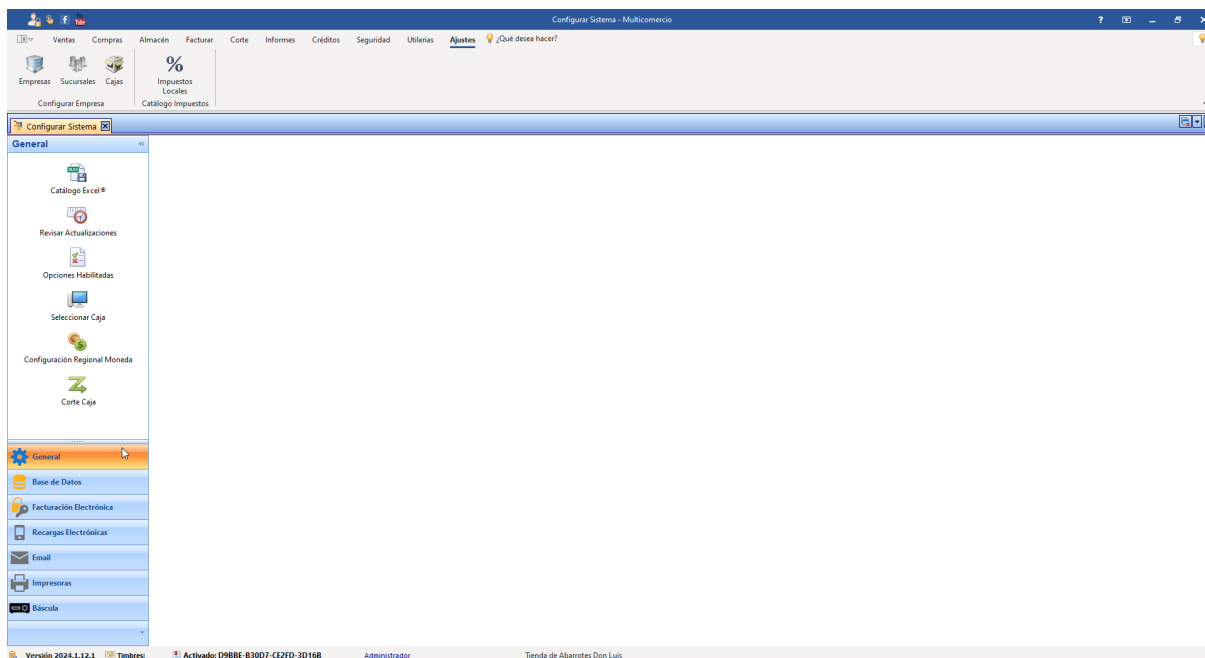 Configurar Sistema - Multicomercio
Ventas Compras Almacén Facturar Corte Informes Créditos Seguridad Utilerias Ajustes ¿Qué desea hacer?
Empresas Sucursales Cajas Impuestos Locales
Configurar Empresa Catálogo Impuestos
Configurar Sistema
General
Catálogo Excel®
Revisar Actualizaciones
Opciones Habilitadas
Seleccionar Caja
Configuración Regional Moneda
Corte Caja
General
Base de Datos
Facturación Electrónica
Recargas Electrónicas
Email
Impresoras
Báscula
Versión 2024.1.12.1 Timbres: Activado: D9BBE-B30D7-CE2FD-3D16B Administrador Tienda de Abarrotes Don Luis